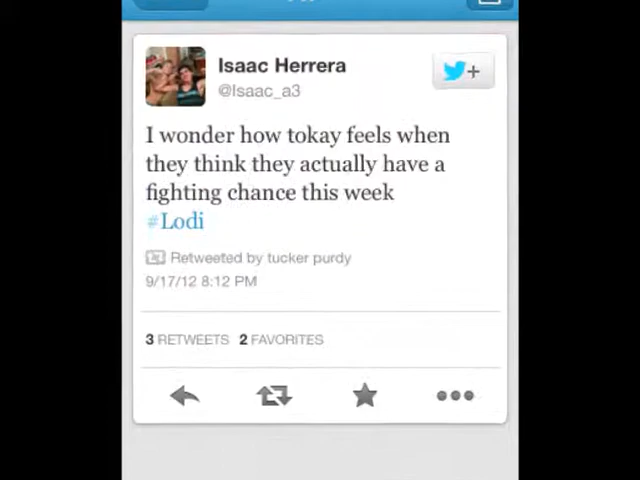 Isaac Herrera
@Isaac_a3
I wonder how tokay feels when
they think they actually have a
fighting chance this week
#Lodi
Retweeted by tucker purdy
9/17/12 8:12 PM
3 RETWEETS 2 FAVORITES